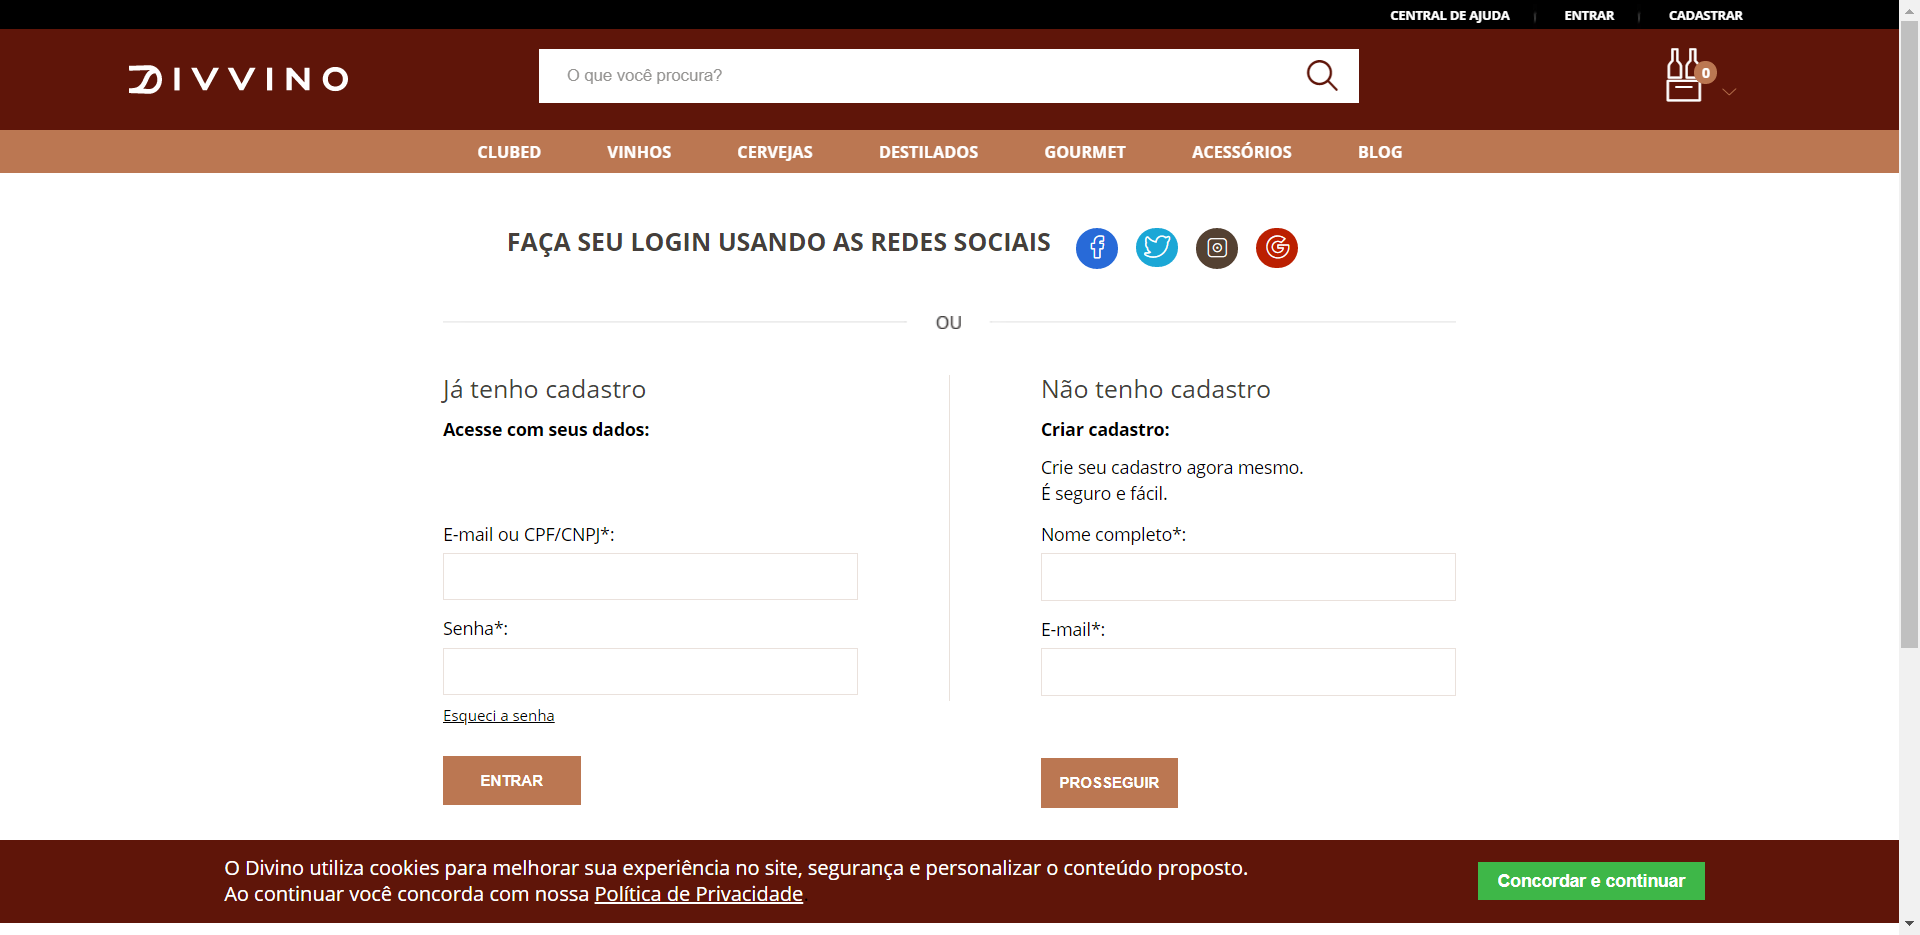 CENTRAL DE AJUDA | ENTRAR | CADASTRAR
DIVVINO
O que você procura?
0
CLUBED VINHOS CERVEJAS DESTILADOS GOURMET ACESSÓRIOS BLOG
FAÇA SEU LOGIN USANDO AS REDES SOCIAIS
OU
Já tenho cadastro
Acesse com seus dados:
E-mail ou CPF/CNPJ*:
Senha*:
Esqueci a senha
ENTRAR
Não tenho cadastro
Criar cadastro:
Crie seu cadastro agora mesmo.
É seguro e fácil.
Nome completo*:
E-mail*:
PROSSEGUIR
O Divino utiliza cookies para melhorar sua experiência no site, segurança e personalizar o conteúdo proposto.
Ao continuar você concorda com nossa Política de Privacidade.
Concordar e continuar